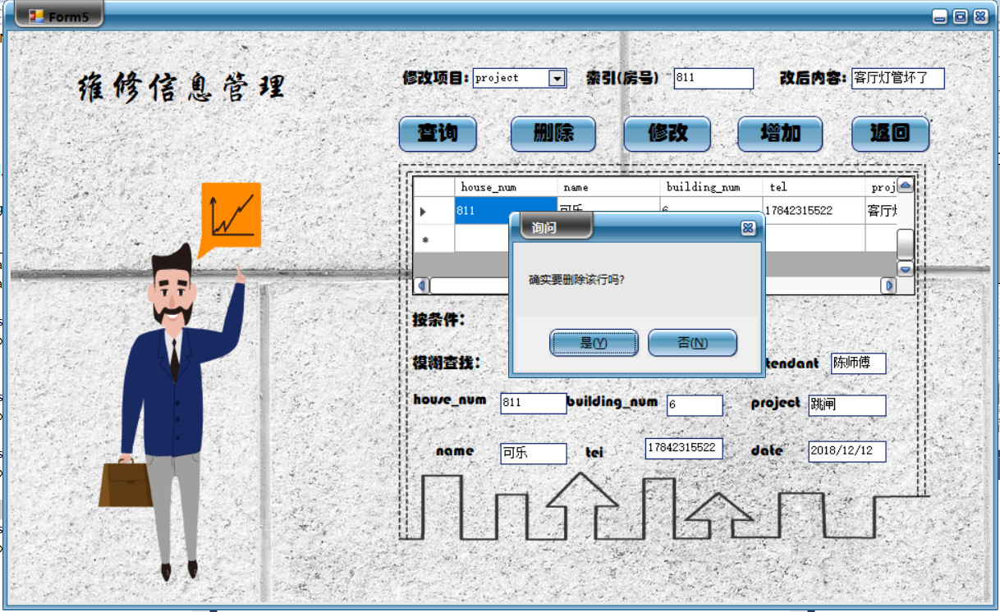 Form5
维修信息管理
修改项目: project 索引(房号) 811 改后内容: 客厅灯管坏了
查询 删除 修改 增加 返回
house_num name building_num tel proj
811 可乐 6 17842315522 客厅灯
询问
确实要删除该行吗?
是(Y) 否(N)
按条件:
模糊查找: tendant 陈师傅
house_num 811 building_num 6 project 跳闸
name 可乐 tel 17842315522 date 2018/12/12